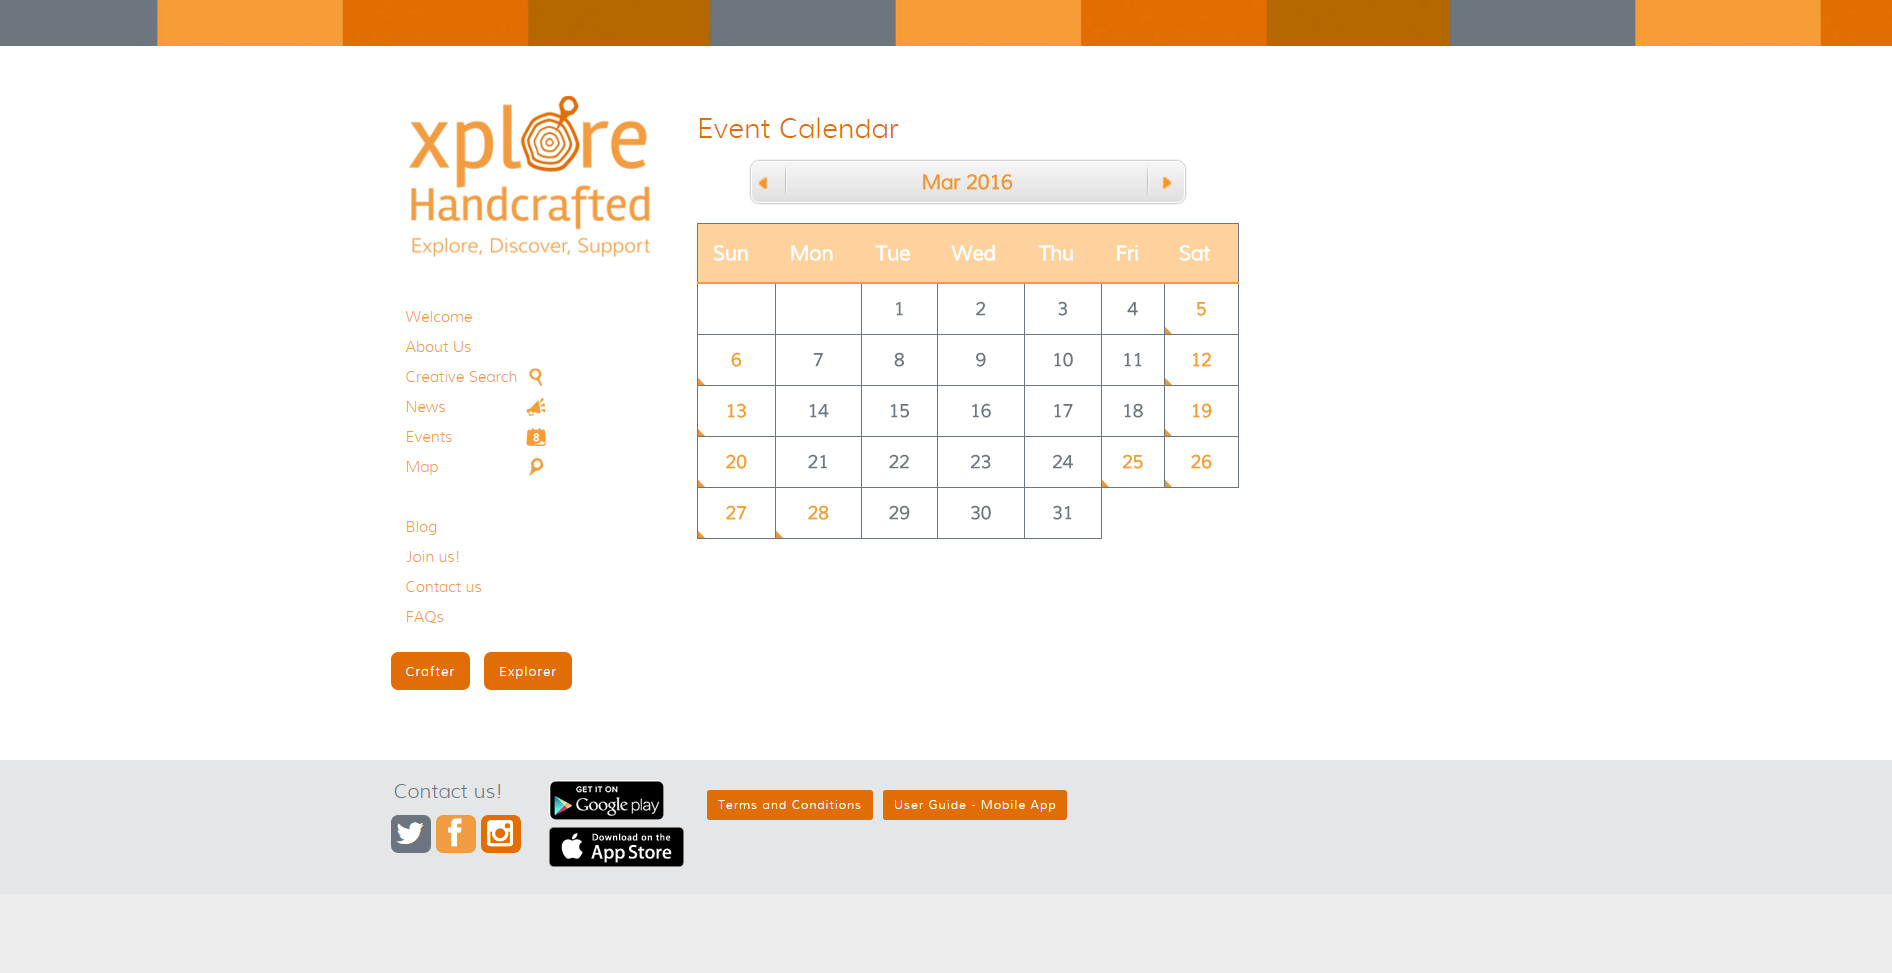 xplore
Handcrafted
Explore, Discover, Support
Welcome
About Us
Creative Search
News
Events
8
Map
Blog
Join us!
Contact us
FAQs
Crafter Explorer
Event Calendar
Mar 2016
Sun Mon Tue Wed Thu Fri Sat
1 2 3 4 5
6 7 8 9 10 11 12
13 14 15 16 17 18 19
20 21 22 23 24 25 26
27 28 29 30 31
Contact us!
GET IT ON
Google play
Download on the
App Store
Terms and Conditions User Guide - Mobile App